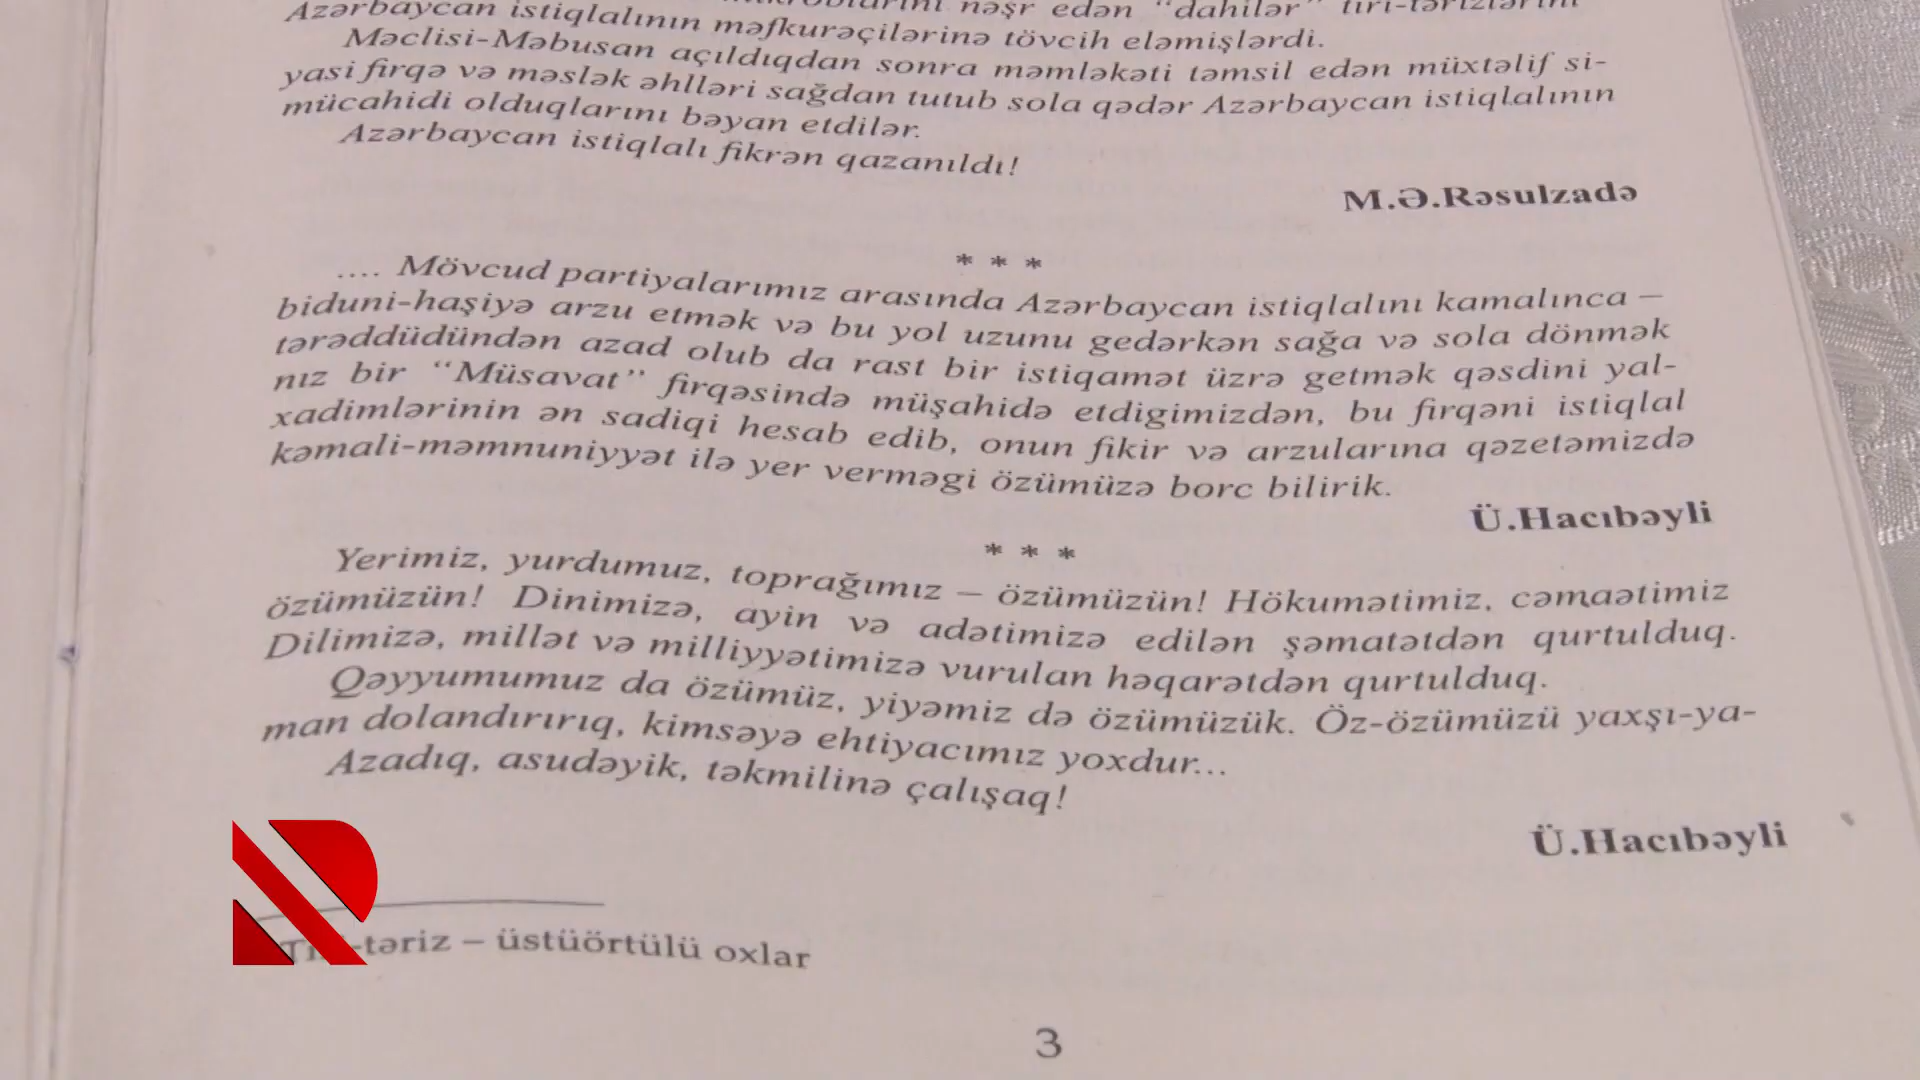 nəşr edən “dahilər” tiri-tərizlərini
Azərbaycan istiqlalının məfkurəçilərinə tövcih eləmişlərdi.
Məclisi-Məbusan açıldıqdan sonra məmləkəti təmsil edən müxtəlif si-
yasi firqə və məslək əhlləri sağdan tutub sola qədər Azərbaycan istiqlalının
mücahidi olduqlarını bəyan etdilər.
Azərbaycan istiqlalı fikrən qazanıldı!
M.Ə.Rəsulzadə
* * *
.... Mövcud partiyalarımız arasında Azərbaycan istiqlalını kamalınca –
biduni-haşiyə arzu etmək və bu yol uzunu gedərkən sağa və sola dönmək
tərəddüdündən azad olub da rast bir istiqamət üzrə getmək qəsdini yal-
nız bir “Müsavat” firqəsində müşahidə etdigimizdən, bu firqəni istiqlal
xadimlərinin ən sadiqi hesab edib, onun fikir və arzularına qəzetəmizdə
kəmali-məmnuniyyət ilə yer verməgi özümüzə borc bilirik.
Ü.Hacıbəyli
* * *
Yerimiz, yurdumuz, toprağımız – özümüzün! Hökumətimiz, cəmaətimiz
özümüzün! Dinimizə, ayin və adətimizə edilən şəmatətdən qurtulduq.
Dilimizə, millət və milliyyətimizə vurulan həqarətdən qurtulduq.
Qəyyumumuz da özümüz, yiyəmiz də özümüzük. Öz-özümüzü yaxşı-ya-
man dolandırırıq, kimsəyə ehtiyacımız yoxdur...
Azadıq, asudəyik, təkmilinə çalışaq!
Ü.Hacıbəyli
Tiri-təriz – üstüörtülü oxlar
3